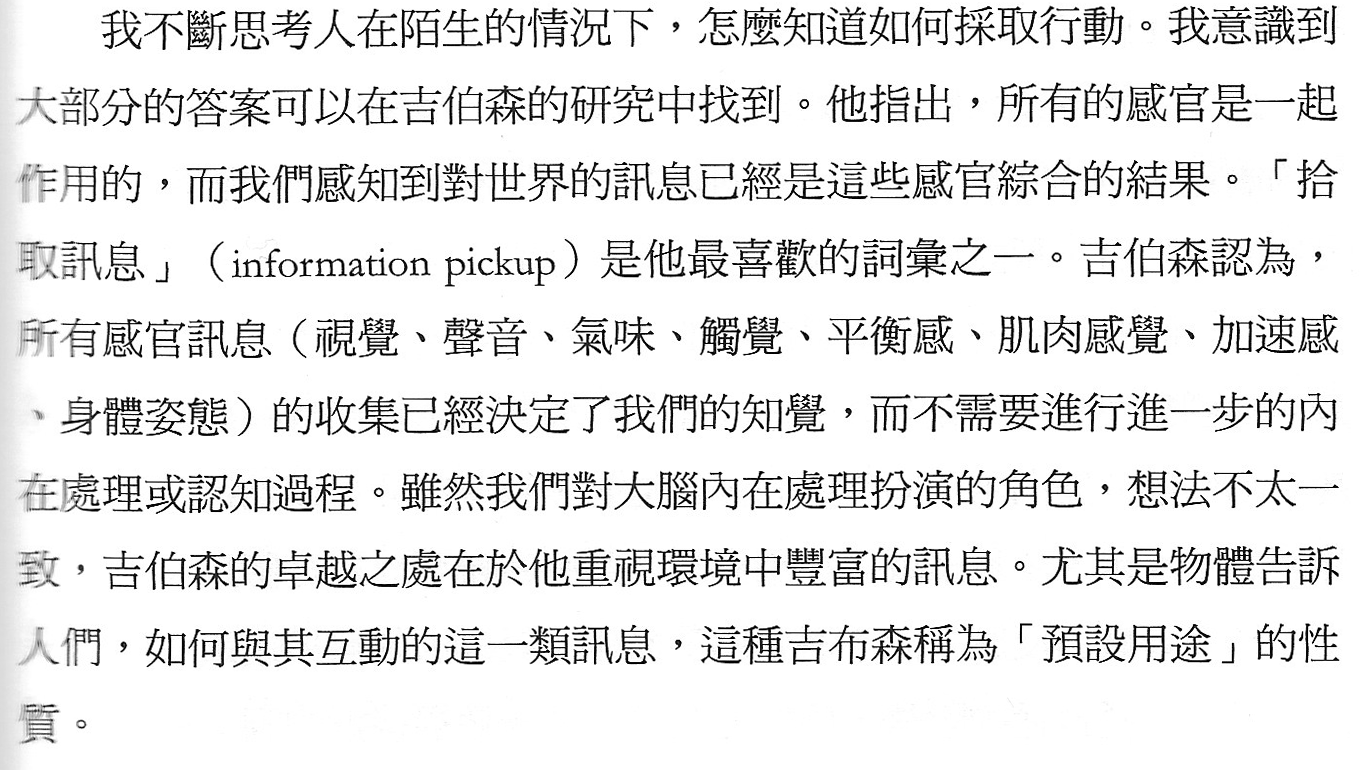 我不斷思考人在陌生的情況下，怎麼知道如何採取行動。我意識到
大部分的答案可以在吉伯森的研究中找到。他指出，所有的感官是一起
作用的，而我們感知到對世界的訊息已經是這些感官綜合的結果。「拾
取訊息」（information pickup）是他最喜歡的詞彙之一。吉伯森認為，
所有感官訊息（視覺、聲音、氣味、觸覺、平衡感、肌肉感覺、加速感
、身體姿態）的收集已經決定了我們的知覺，而不需要進行進一步的內
在處理或認知過程。雖然我們對大腦內在處理扮演的角色，想法不太一
致，吉伯森的卓越之處在於他重視環境中豐富的訊息。尤其是物體告訴
人們，如何與其互動的這一類訊息，這種吉布森稱為「預設用途」的性
質。